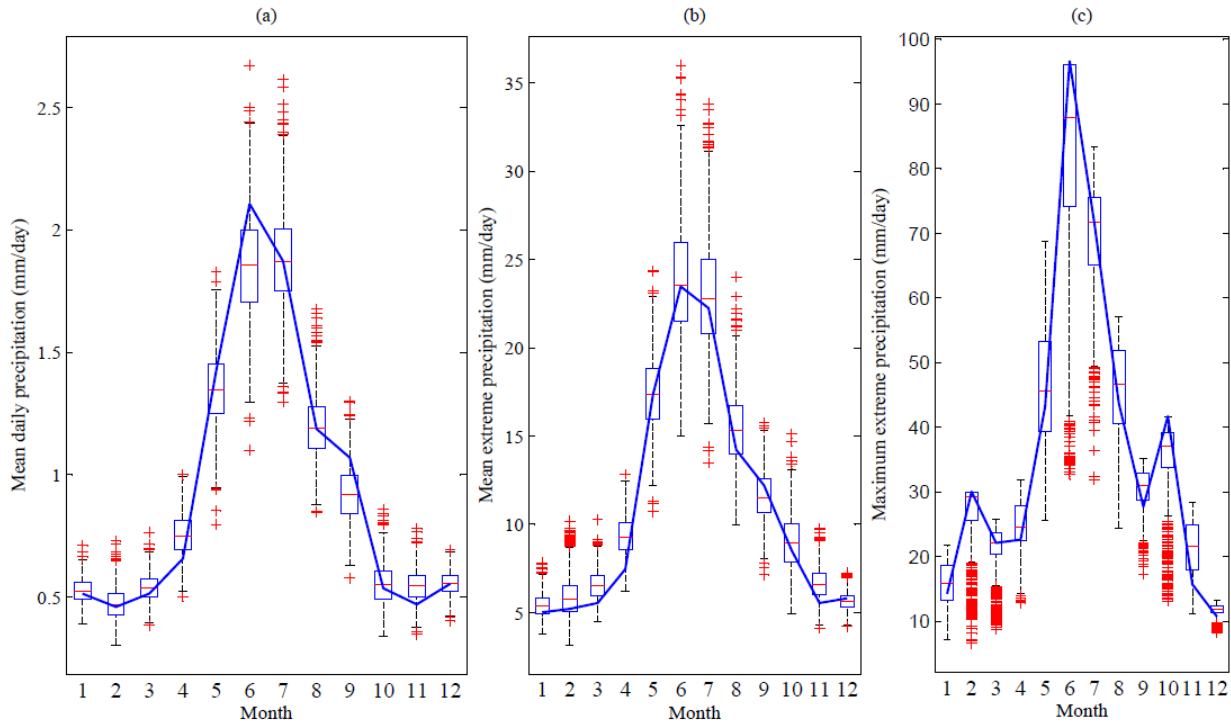 (a)
Mean daily precipitation (mm/day)
2.5
2
1.5
1
0.5
1 2 3 4 5 6 7 8 9 10 11 12
Month
(b)
Mean extreme precipitation (mm/day)
35
30
25
20
15
10
5
1 2 3 4 5 6 7 8 9 10 11 12
Month
(c)
Maximum extreme precipitation (mm/day)
100
90
80
70
60
50
40
30
20
10
1 2 3 4 5 6 7 8 9 10 11 12
Month